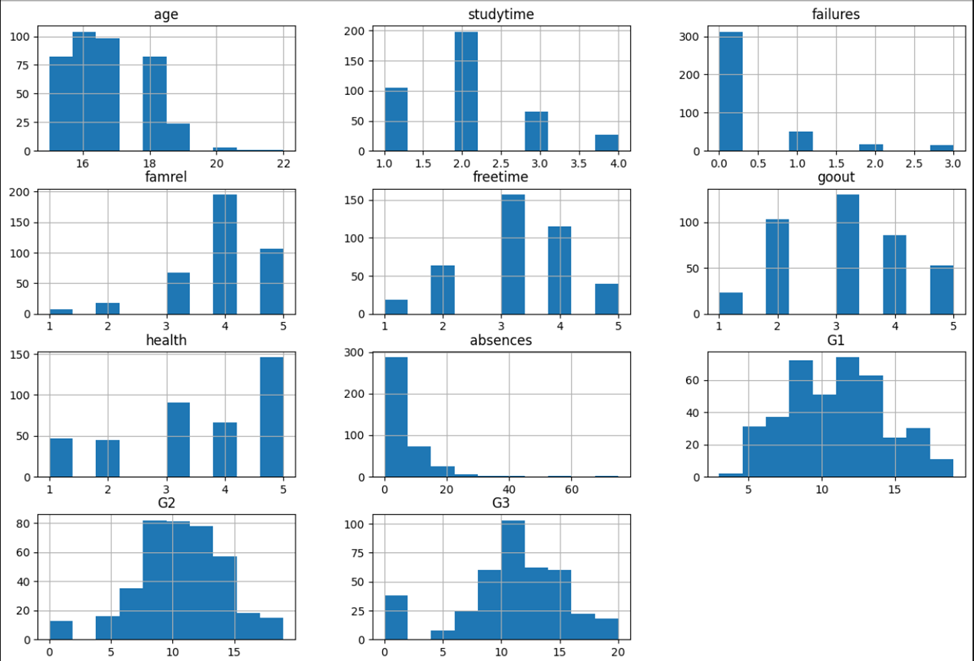 age studytime failures
100 200 300
75 150 200
50 100 100
25 50
0 0 0
16 18 20 22 1.0 1.5 2.0 2.5 3.0 3.5 4.0 0.0 0.5 1.0 1.5 2.0 2.5 3.0
famrel freetime goout
200 150 100
150 100 50
100 50
50
0 0 0
1 2 3 4 5 1 2 3 4 5 1 2 3 4 5
health absences G1
150 300 60
100 200 40
50 100 20
0 0 0
1 2 3 4 5 0 20 40 60 5 10 15
G2 G3
80 100
60 75
40 50
20 25
0 0
0 5 10 15 0 5 10 15 20